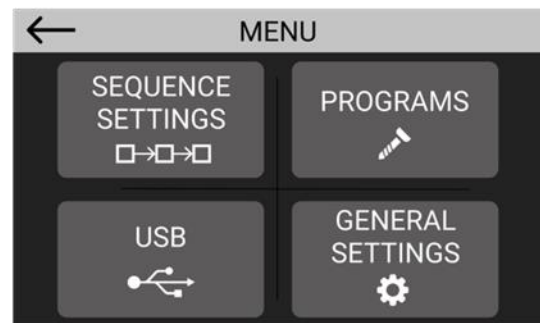 MENU
SEQUENCE
SETTINGS
PROGRAMS
USB
GENERAL
SETTINGS